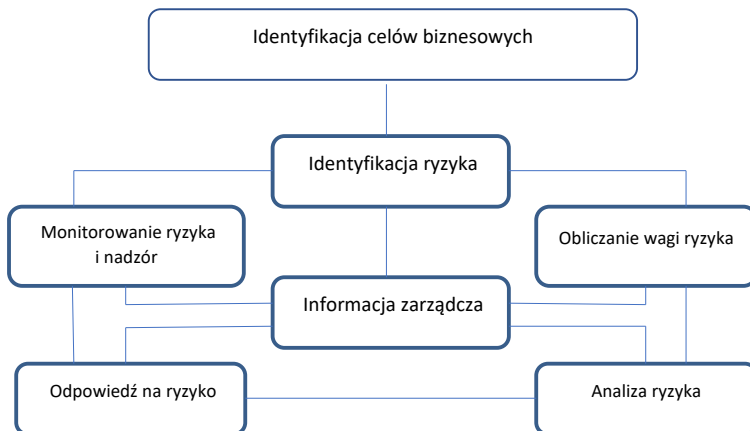 Identyfikacja celów biznesowych
Identyfikacja ryzyka
Monitorowanie ryzyka
i nadzór
Obliczanie wagi ryzyka
Informacja zarządcza
Odpowiedź na ryzyko
Analiza ryzyka